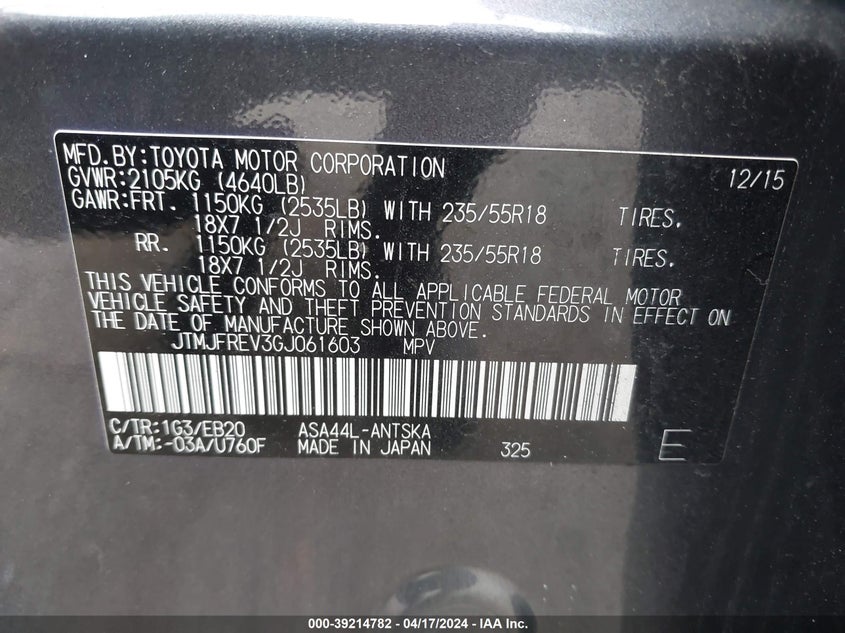 MFD.BY:TOYOTA MOTOR CORPORATION 12/15
GVWR:2105KG (4640LB)
GAWR:FRT. 1150KG (2535LB) WITH 235/55R18 TIRES.
18X7 1/2J RIMS.
RR. 1150KG (2535LB) WITH 235/55R18 TIRES.
18X7 1/2J RIMS.
THIS VEHICLE CONFORMS TO ALL APPLICABLE FEDERAL MOTOR
VEHICLE SAFETY AND THEFT PREVENTION STANDARDS IN EFFECT ON
THE DATE OF MANUFACTURE SHOWN ABOVE.
JTMJFREV3GJ061603 MPV
C/TR:1G3/EB20 ASA44L-ANTSKA
A/TM:-03A/U760F MADE IN JAPAN 325 E
000-39214782 - 04/17/2024 - IAA Inc.